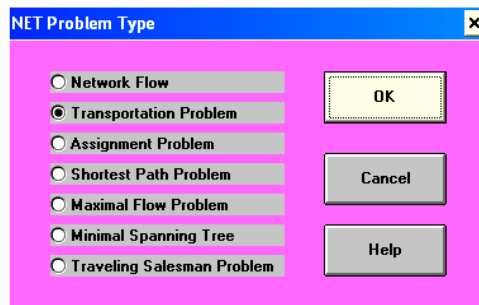 NET Problem Type
Network Flow
Transportation Problem
Assignment Problem
Shortest Path Problem
Maximal Flow Problem
Minimal Spanning Tree
Traveling Salesman Problem
OK
Cancel
Help